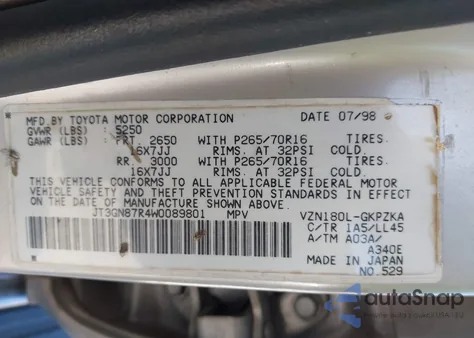 MFD. BY TOYOTA MOTOR CORPORATION DATE 07/98
GVWR (LBS) : 5250
GAWR (LBS) : FRT 2650 WITH P265/70R16 TIRES.
16X7JJ RIMS. AT 32PSI COLD.
RR 3000 WITH P265/70R16 TIRES.
16X7JJ RIMS. AT 32PSI COLD.
THIS VEHICLE CONFORMS TO ALL APPLICABLE FEDERAL MOTOR
VEHICLE SAFETY AND THEFT PREVENTION STANDARDS IN EFFECT
ON THE DATE OF MANUFACTURE SHOWN ABOVE.
JT3GN87R4W0089801 MPV VZN180L-GKPZKA
C/TR 1A5/LL45
A/TM A03A/
A340E
MADE IN JAPAN
NO.529
autoSnap